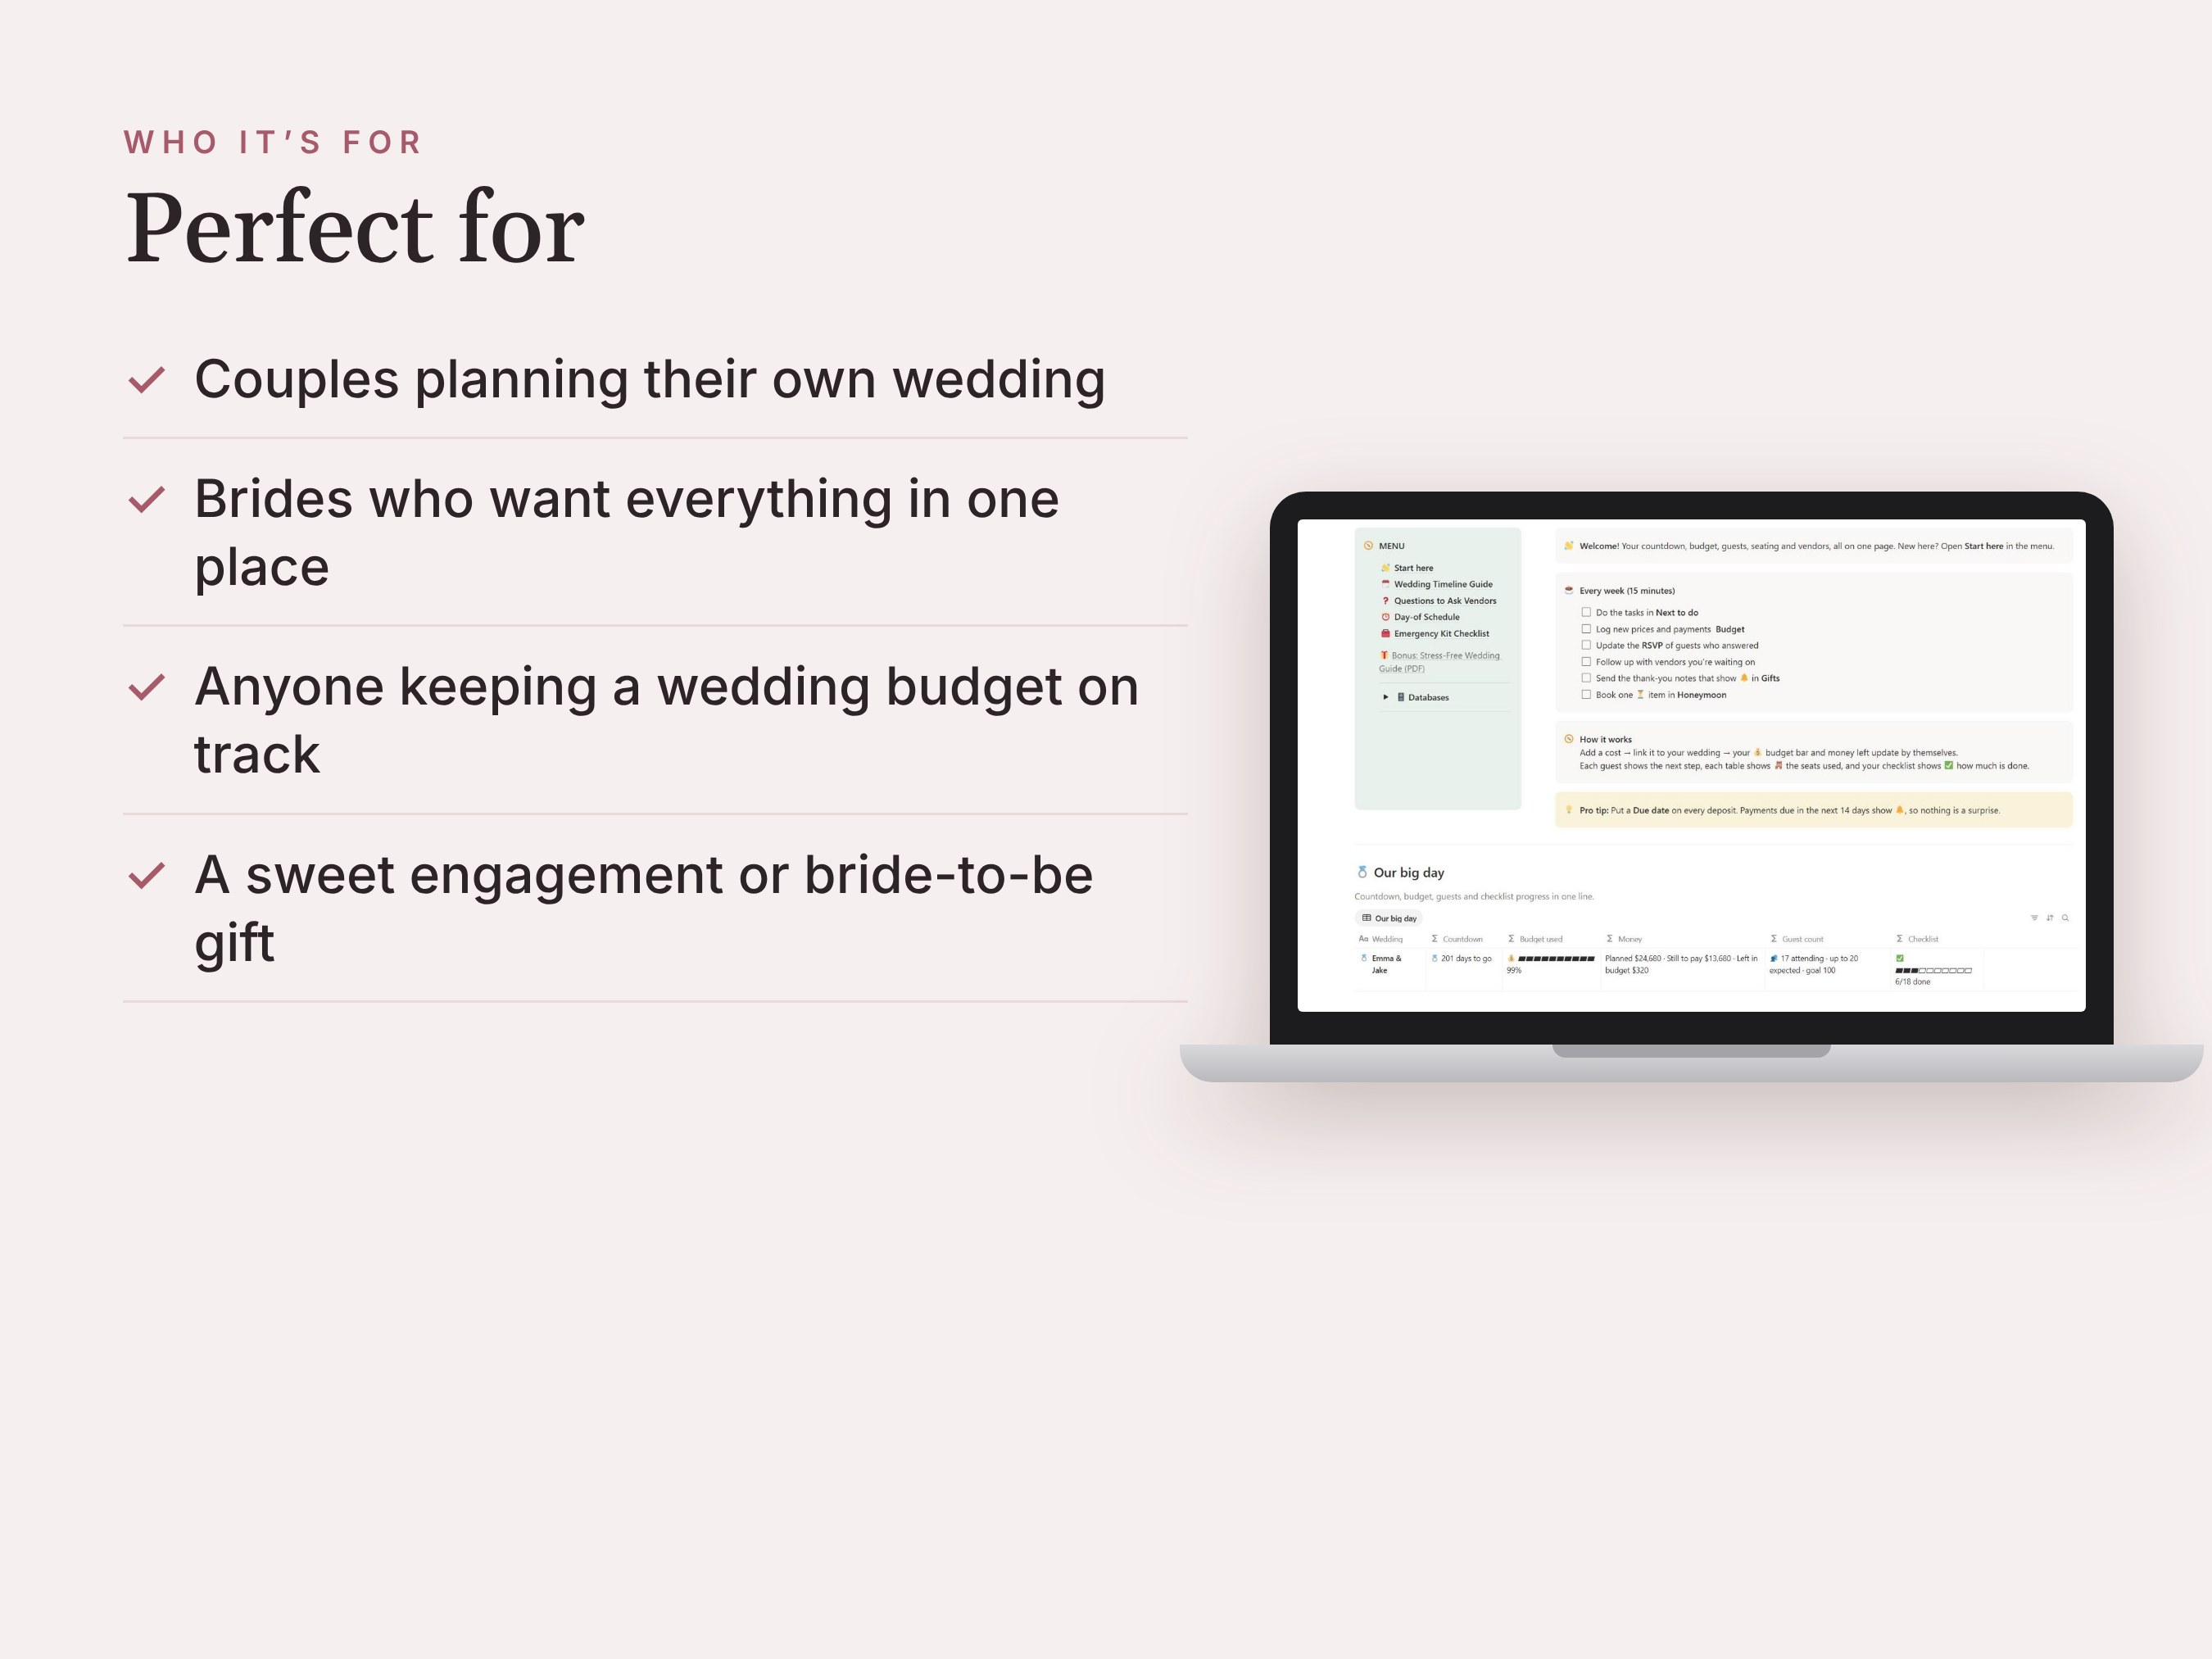 WHO IT’S FOR
Perfect for
Couples planning their own wedding
Brides who want everything in one
place
Anyone keeping a wedding budget on
track
A sweet engagement or bride-to-be
gift
MENU
Start here
Wedding Timeline Guide
Questions to Ask Vendors
Day-of Schedule
Emergency Kit Checklist
Bonus: Stress-Free Wedding
Guide (PDF)
Databases
Welcome! Your countdown, budget, guests, seating and vendors, all on one page. New here? Open Start here in the menu.
Every week (15 minutes)
Do the tasks in Next to do
Log new prices and payments Budget
Update the RSVP of guests who answered
Follow up with vendors you're waiting on
Send the thank-you notes that show 🔔 in Gifts
Book one ⏳ item in Honeymoon
How it works
Add a cost → link it to your wedding → your 💰 budget bar and money left update by themselves.
Each guest shows the next step, each table shows 🪑 the seats used, and your checklist shows ✅ how much is done.
Pro tip: Put a Due date on every deposit. Payments due in the next 14 days show 🔔, so nothing is a surprise.
Our big day
Countdown, budget, guests and checklist progress in one line.
Our big day
Aa Wedding Σ Countdown Σ Budget used Σ Money Σ Guest count Σ Checklist
Emma & 201 days to go 💰 ▰▰▰▰▰▰▰▰▰▰ Planned $24,680 · Still to pay $13,680 · Left in 17 attending · up to 20 ✅
Jake 99% budget $320 expected · goal 100 ▰▰▰▱▱▱▱▱▱▱
6/18 done